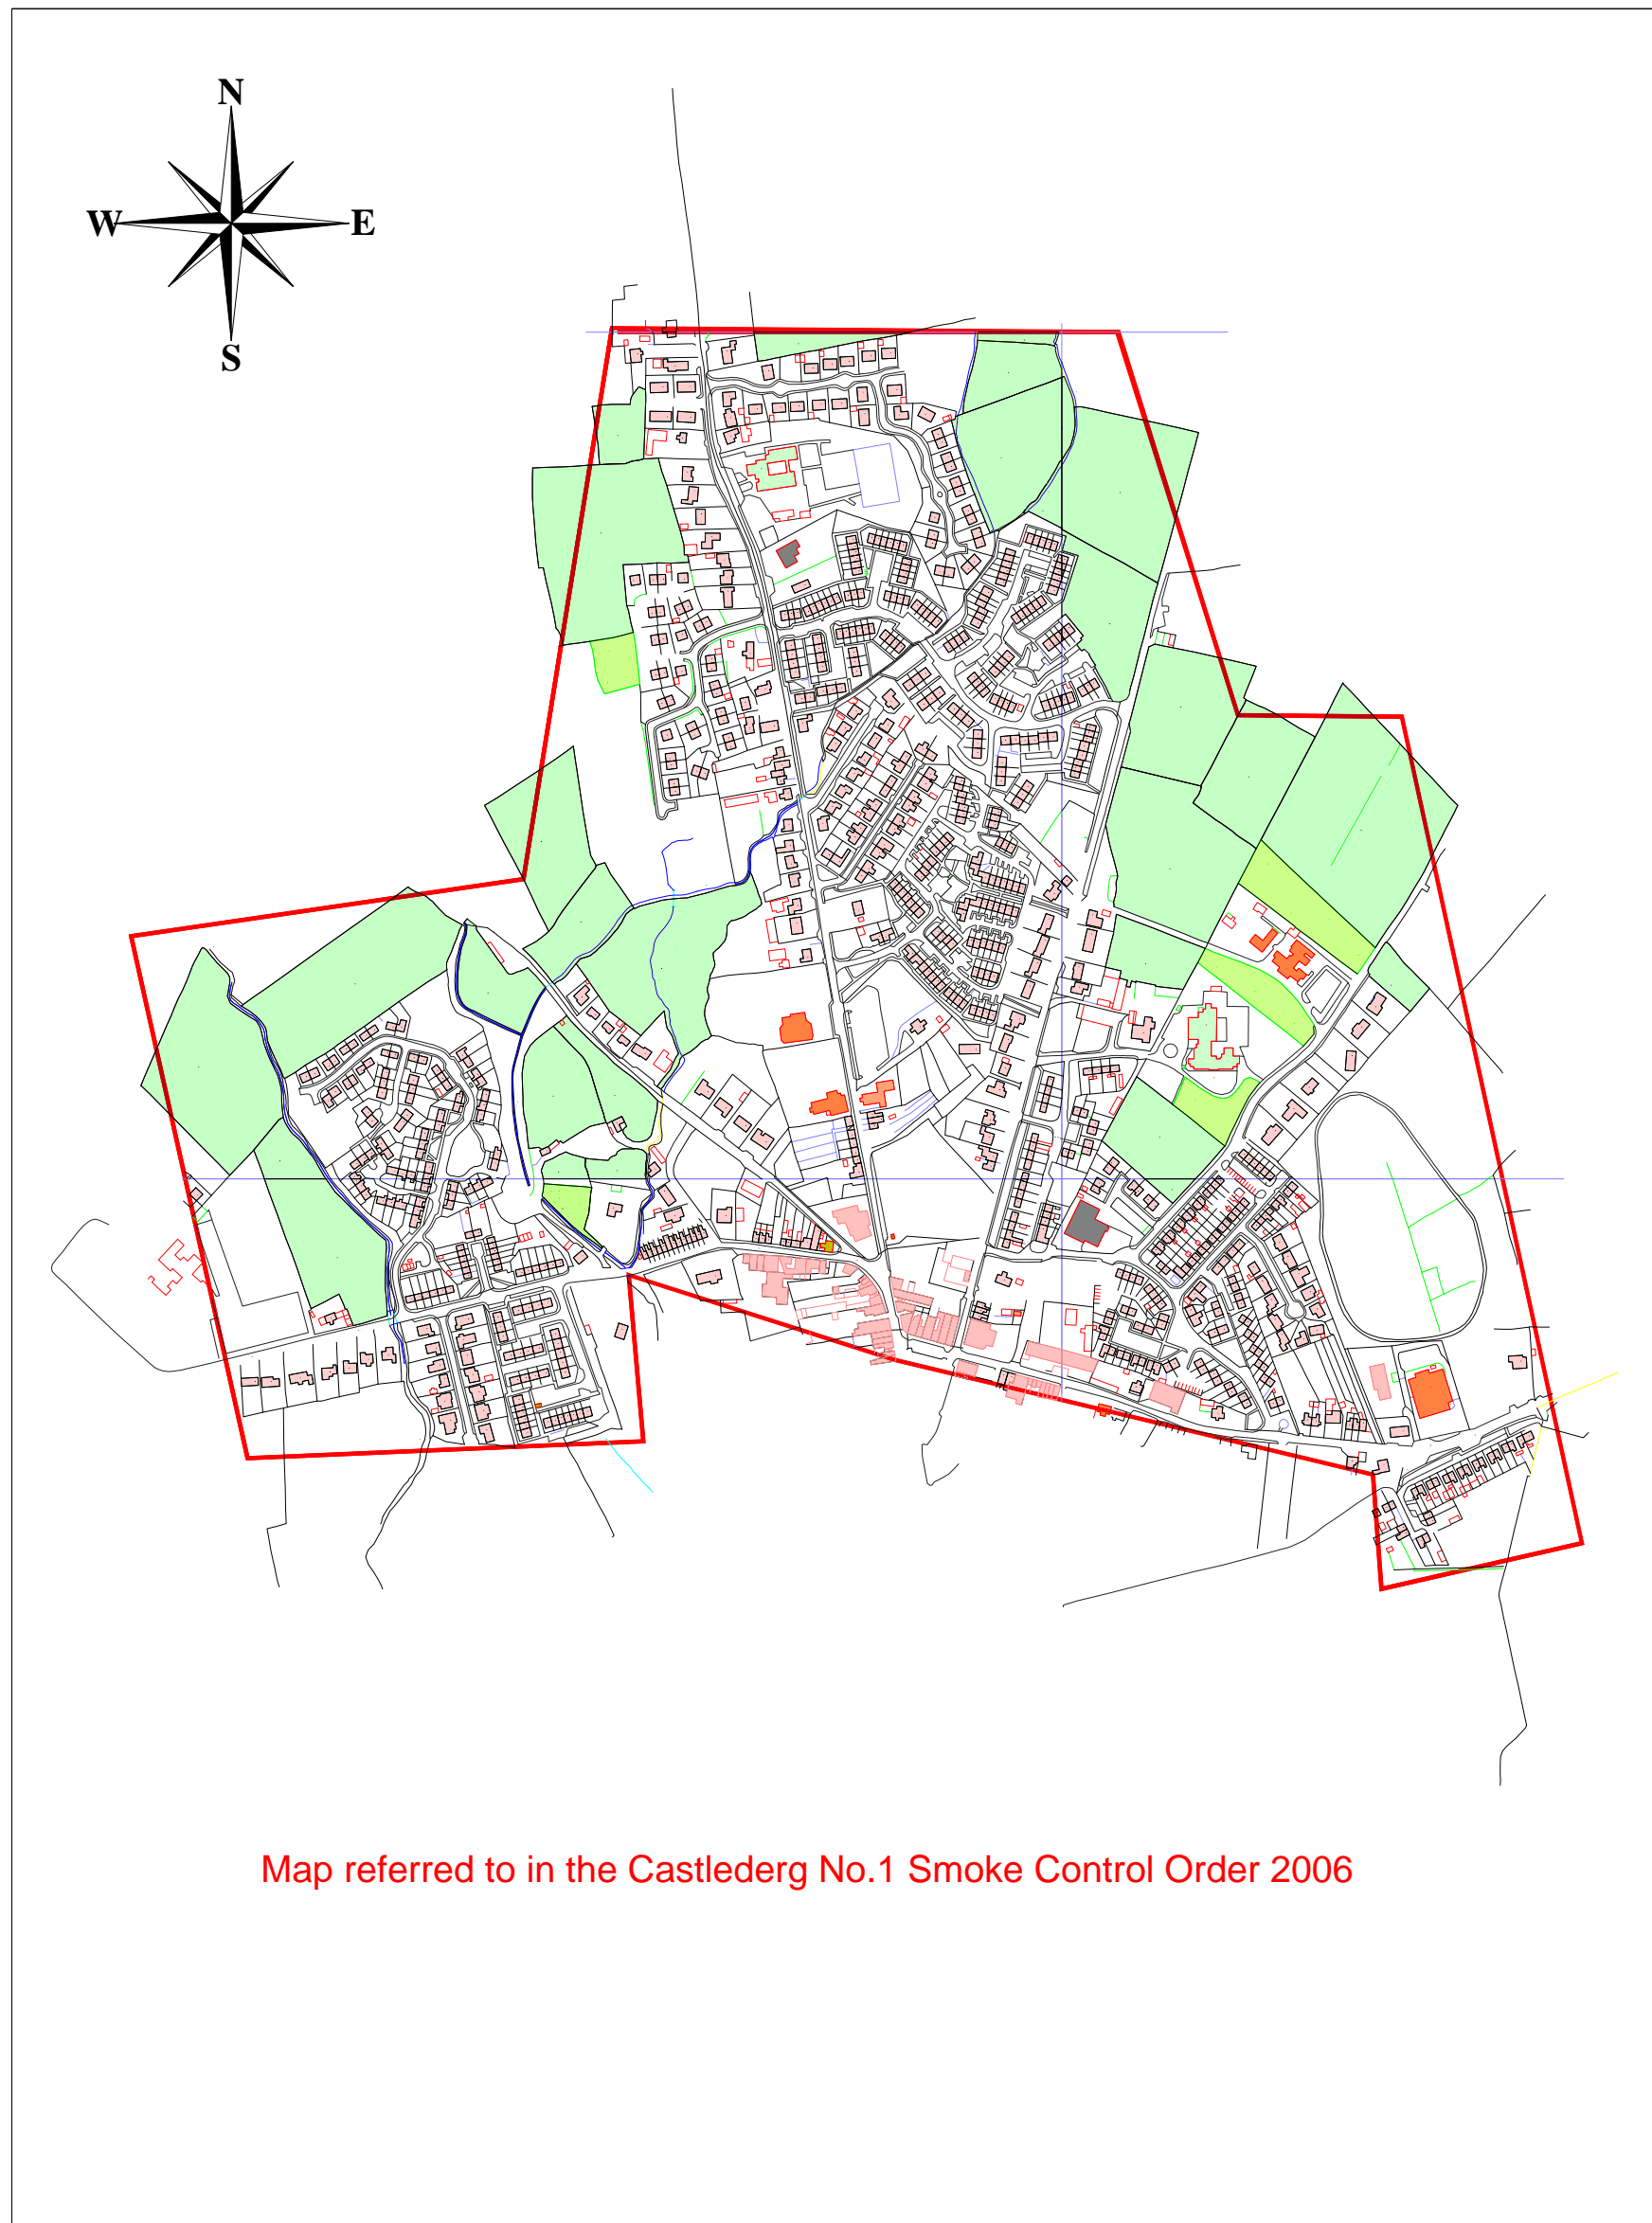 N
W E
S
Map referred to in the Castlederg No.1 Smoke Control Order 2006